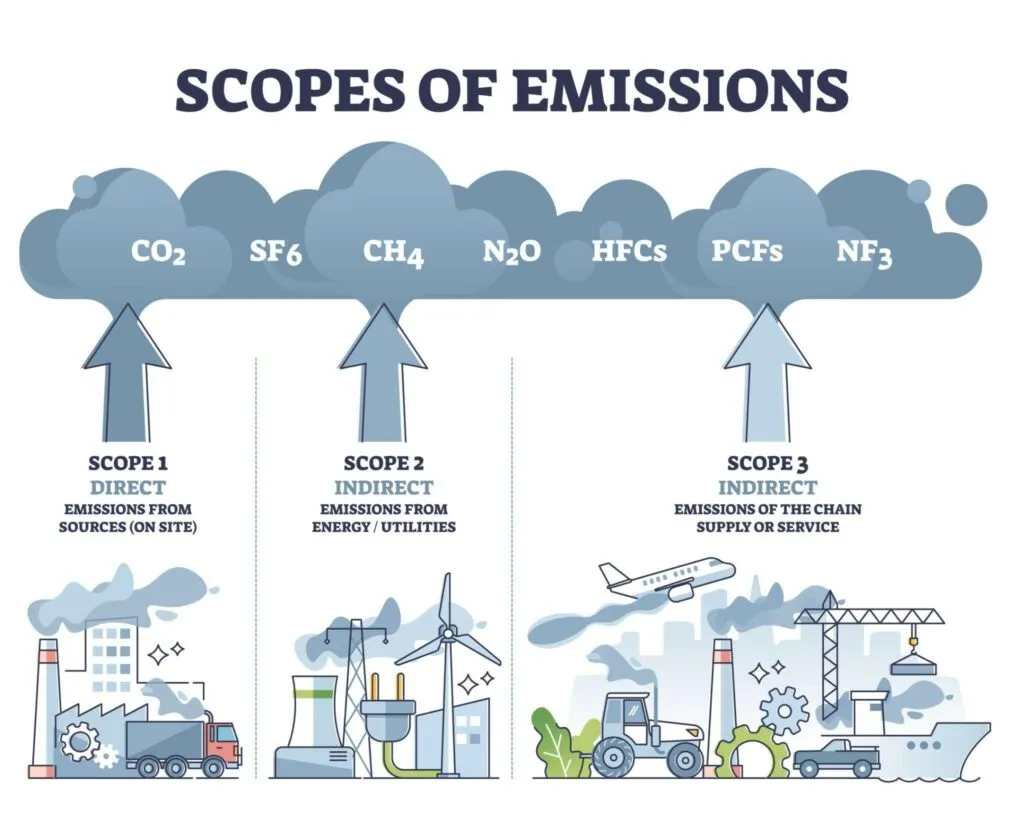 SCOPES OF EMISSIONS
CO2 SF6 CH4 N2O HFCs PCFs NF3
SCOPE 1
DIRECT
EMISSIONS FROM
SOURCES (ON SITE)
SCOPE 2
INDIRECT
EMISSIONS FROM
ENERGY / UTILITIES
SCOPE 3
INDIRECT
EMISSIONS OF THE CHAIN
SUPPLY OR SERVICE